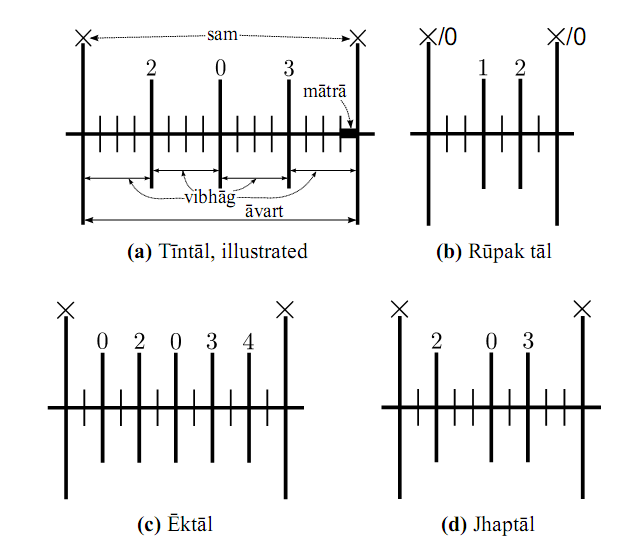 × sam ×
2 0 3
mātrā
vibhāg
āvart
(a) Tīntāl, illustrated
×/0 ×/0
1 2
(b) Rūpak tāl
× ×
0 2 0 3 4
(c) Ēktāl
× ×
2 0 3
(d) Jhaptāl